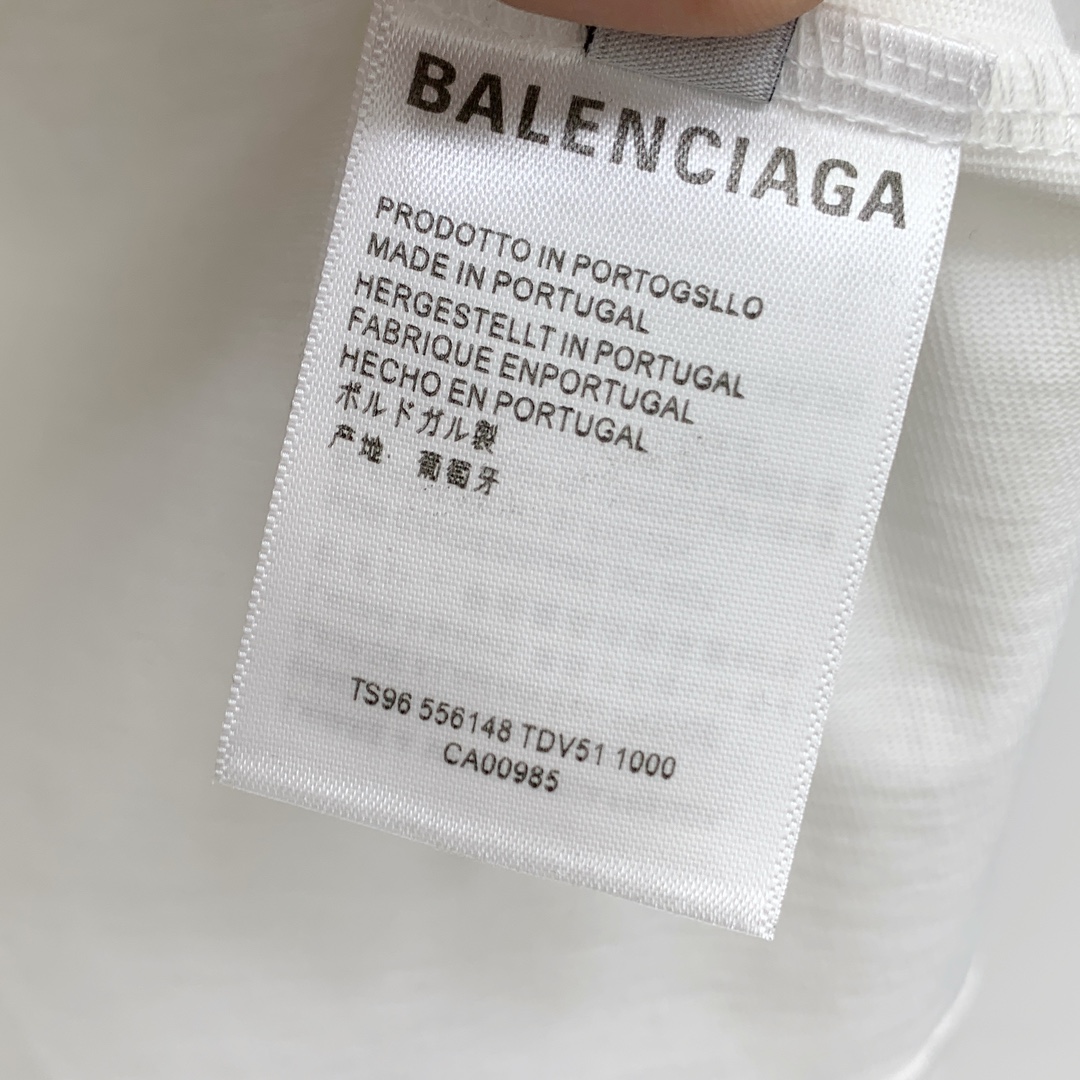 BALENCIAGA
PRODOTTO IN PORTOGSLLO
MADE IN PORTUGAL
HERGESTELLT IN PORTUGAL
FABRIQUE ENPORTUGAL
HECHO EN PORTUGAL
ボルドガル製
产地 葡萄牙
TS96 556148 TDV51 1000
CA00985